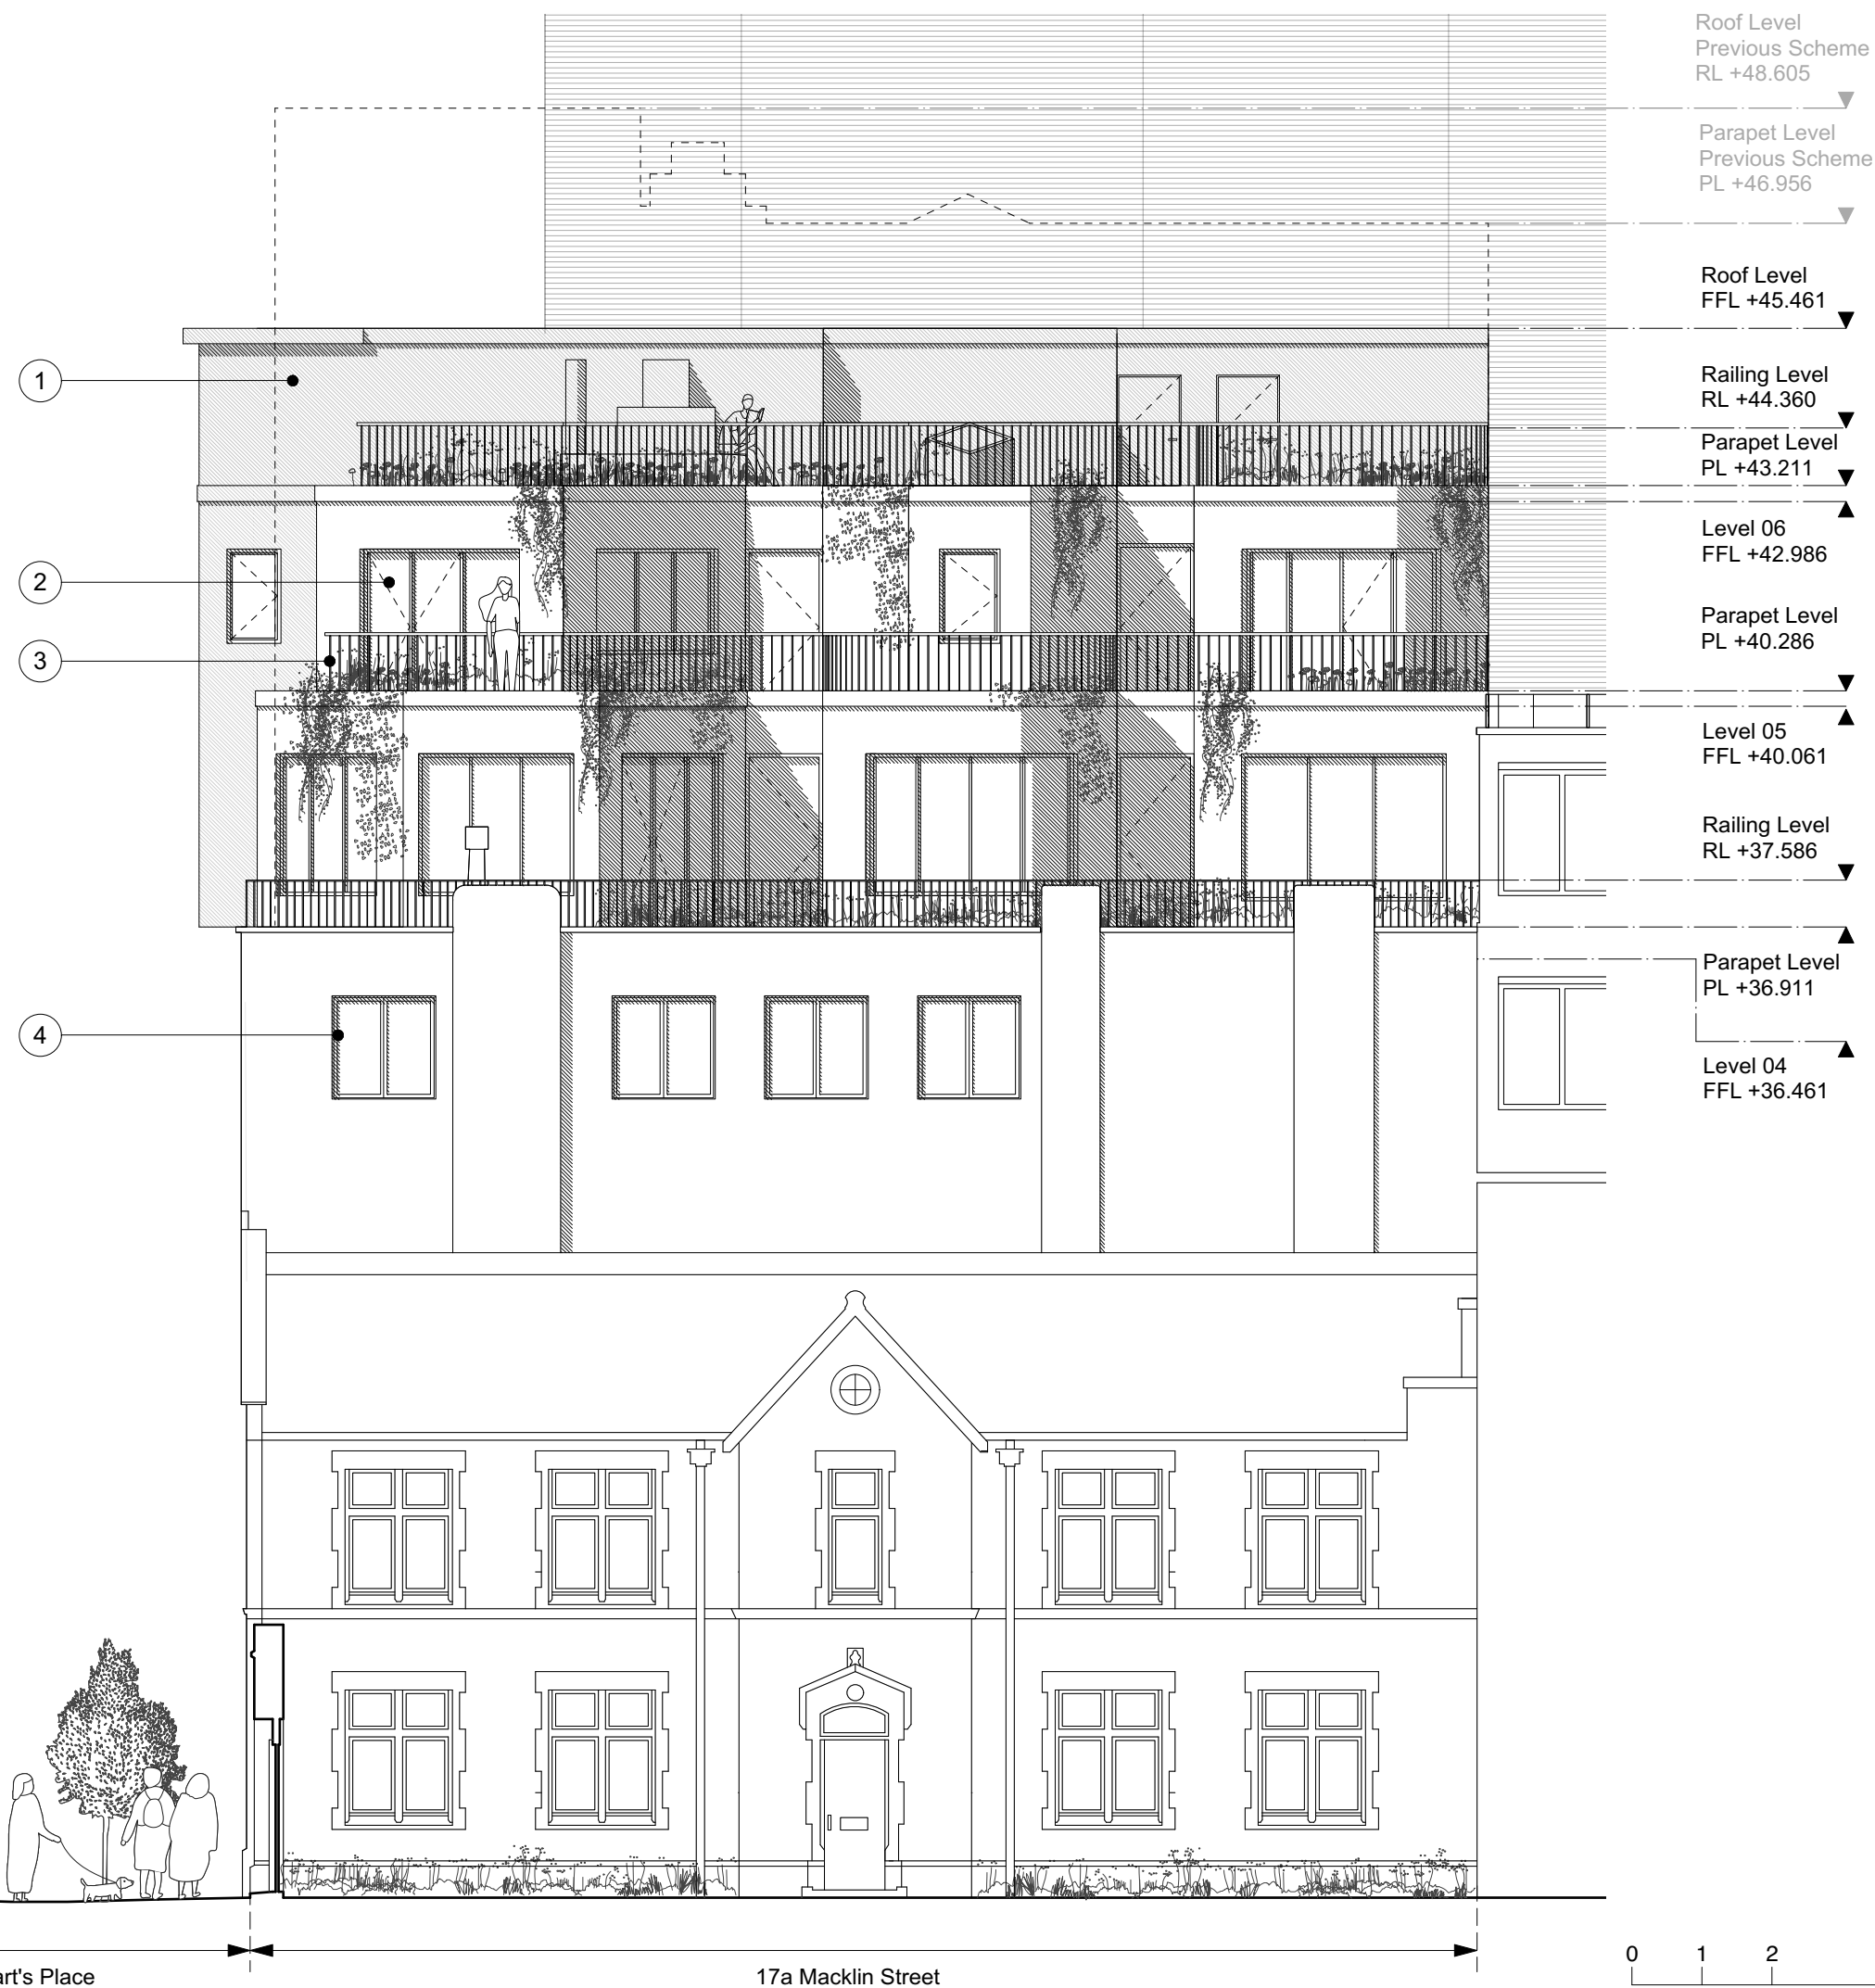 Roof Level
Previous Scheme
RL +48.605
Parapet Level
Previous Scheme
PL +46.956
Roof Level
FFL +45.461
1
Railing Level
RL +44.360
Parapet Level
PL +43.211
Level 06
FFL +42.986
2
Parapet Level
PL +40.286
3
Level 05
FFL +40.061
Railing Level
RL +37.586
Parapet Level
PL +36.911
4
Level 04
FFL +36.461
0 1 2
art's Place
17a Macklin Street